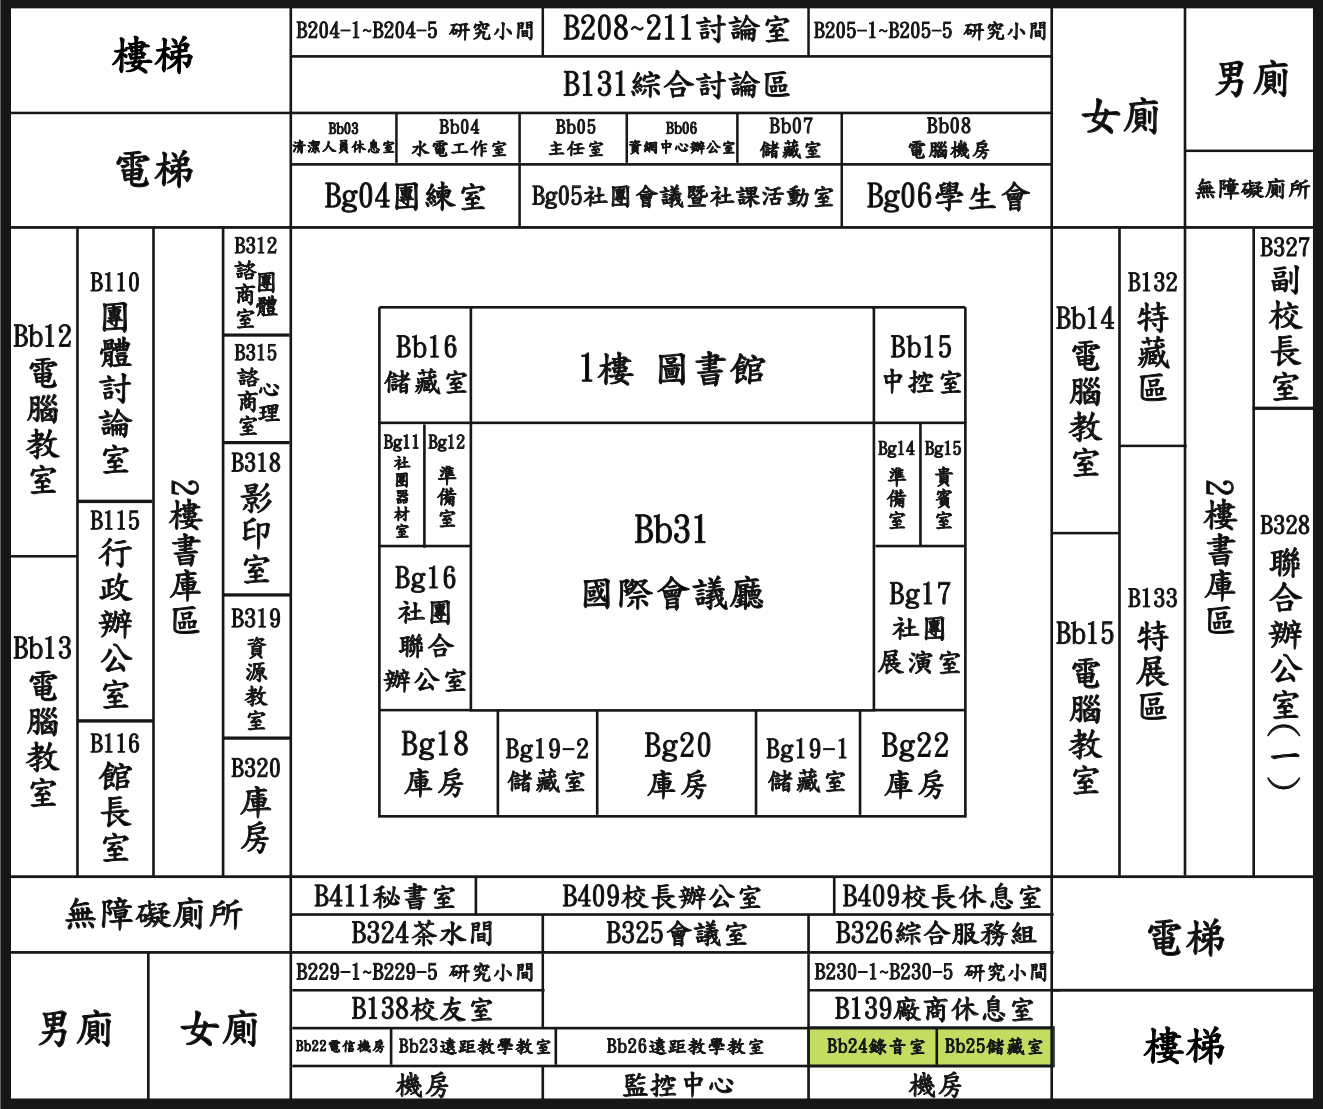 樓梯
B204-1~B204-5 研究小間
B208~211討論室
B205-1~B205-5 研究小間
女廁
男廁
B131綜合討論區
電梯
Bb03
清潔人員休息室
Bb04
水電工作室
Bb05
主任室
Bb06
資網中心辦公室
Bb07
儲藏室
Bb08
電腦機房
無障礙廁所
Bg04團練室
Bg05社團會議暨社課活動室
Bg06學生會
Bb12
電腦教室
Bb13
電腦教室
B110
團體討論室
B115
行政辦公室
B116
館長室
2樓書庫區
B312
團體
諮商室
B315
心理
諮商室
B318
影印室
B319
資源教室
B320
庫房
Bb16
儲藏室
1樓 圖書館
Bb15
中控室
Bg11
社團器材室
Bg12
準備室
Bb31
國際會議廳
Bg14
準備室
Bg15
貴賓室
Bg16
社團
聯合
辦公室
Bg17
社團
展演室
Bg18
庫房
Bg19-2
儲藏室
Bg20
庫房
Bg19-1
儲藏室
Bg22
庫房
Bb14
電腦教室
Bb15
電腦教室
B132
特藏區
B133
特展區
2樓書庫區
B327
副校長室
B328
聯合辦公室(一)
無障礙廁所
B411秘書室
B409校長辦公室
B409校長休息室
電梯
B324茶水間
B325會議室
B326綜合服務組
男廁
女廁
B229-1~B229-5 研究小間
B230-1~B230-5 研究小間
B138校友室
B139廠商休息室
樓梯
Bb22電信機房
Bb23遠距教學教室
Bb26遠距教學教室
Bb24錄音室
Bb25儲藏室
機房
監控中心
機房